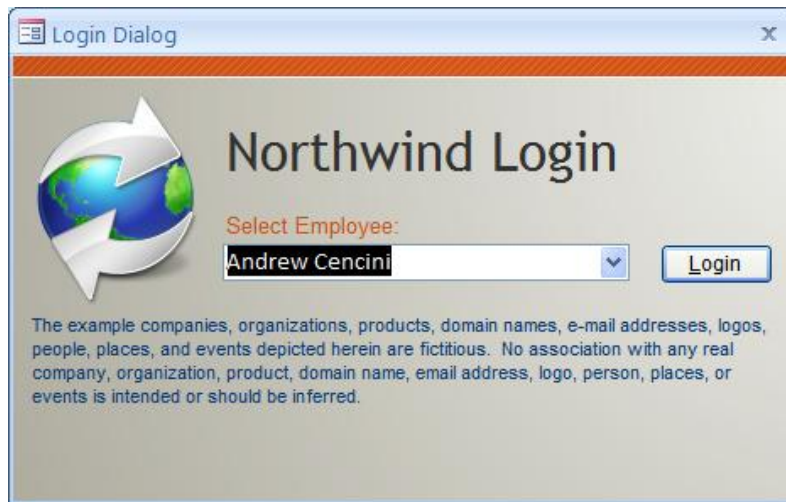 Login Dialog
Northwind Login
Select Employee:
Andrew Cencini
Login
The example companies, organizations, products, domain names, e-mail addresses, logos,
people, places, and events depicted herein are fictitious.  No association with any real
company, organization, product, domain name, email address, logo, person, places, or
events is intended or should be inferred.